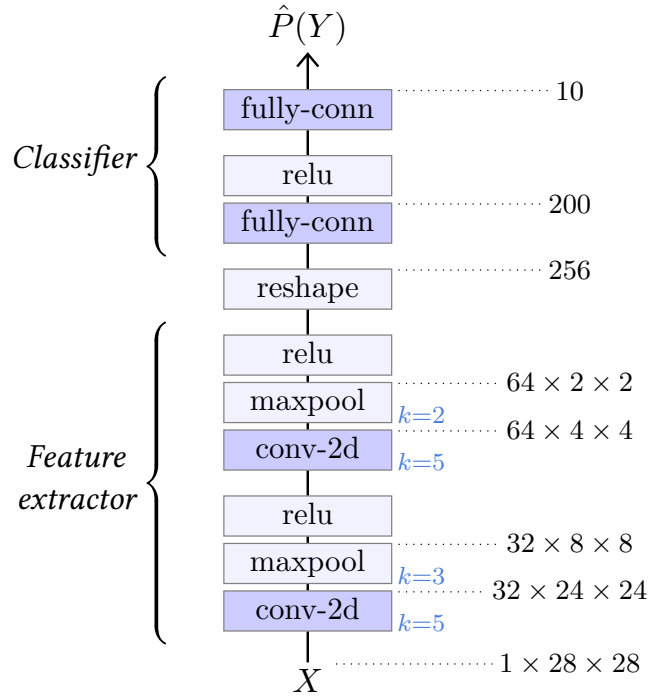 P̂(Y)
fully-conn
10
Classifier
relu
fully-conn
200
reshape
256
relu
maxpool
k=2
64 × 2 × 2
conv-2d
k=5
64 × 4 × 4
Feature
extractor
relu
maxpool
k=3
32 × 8 × 8
conv-2d
k=5
32 × 24 × 24
X
1 × 28 × 28